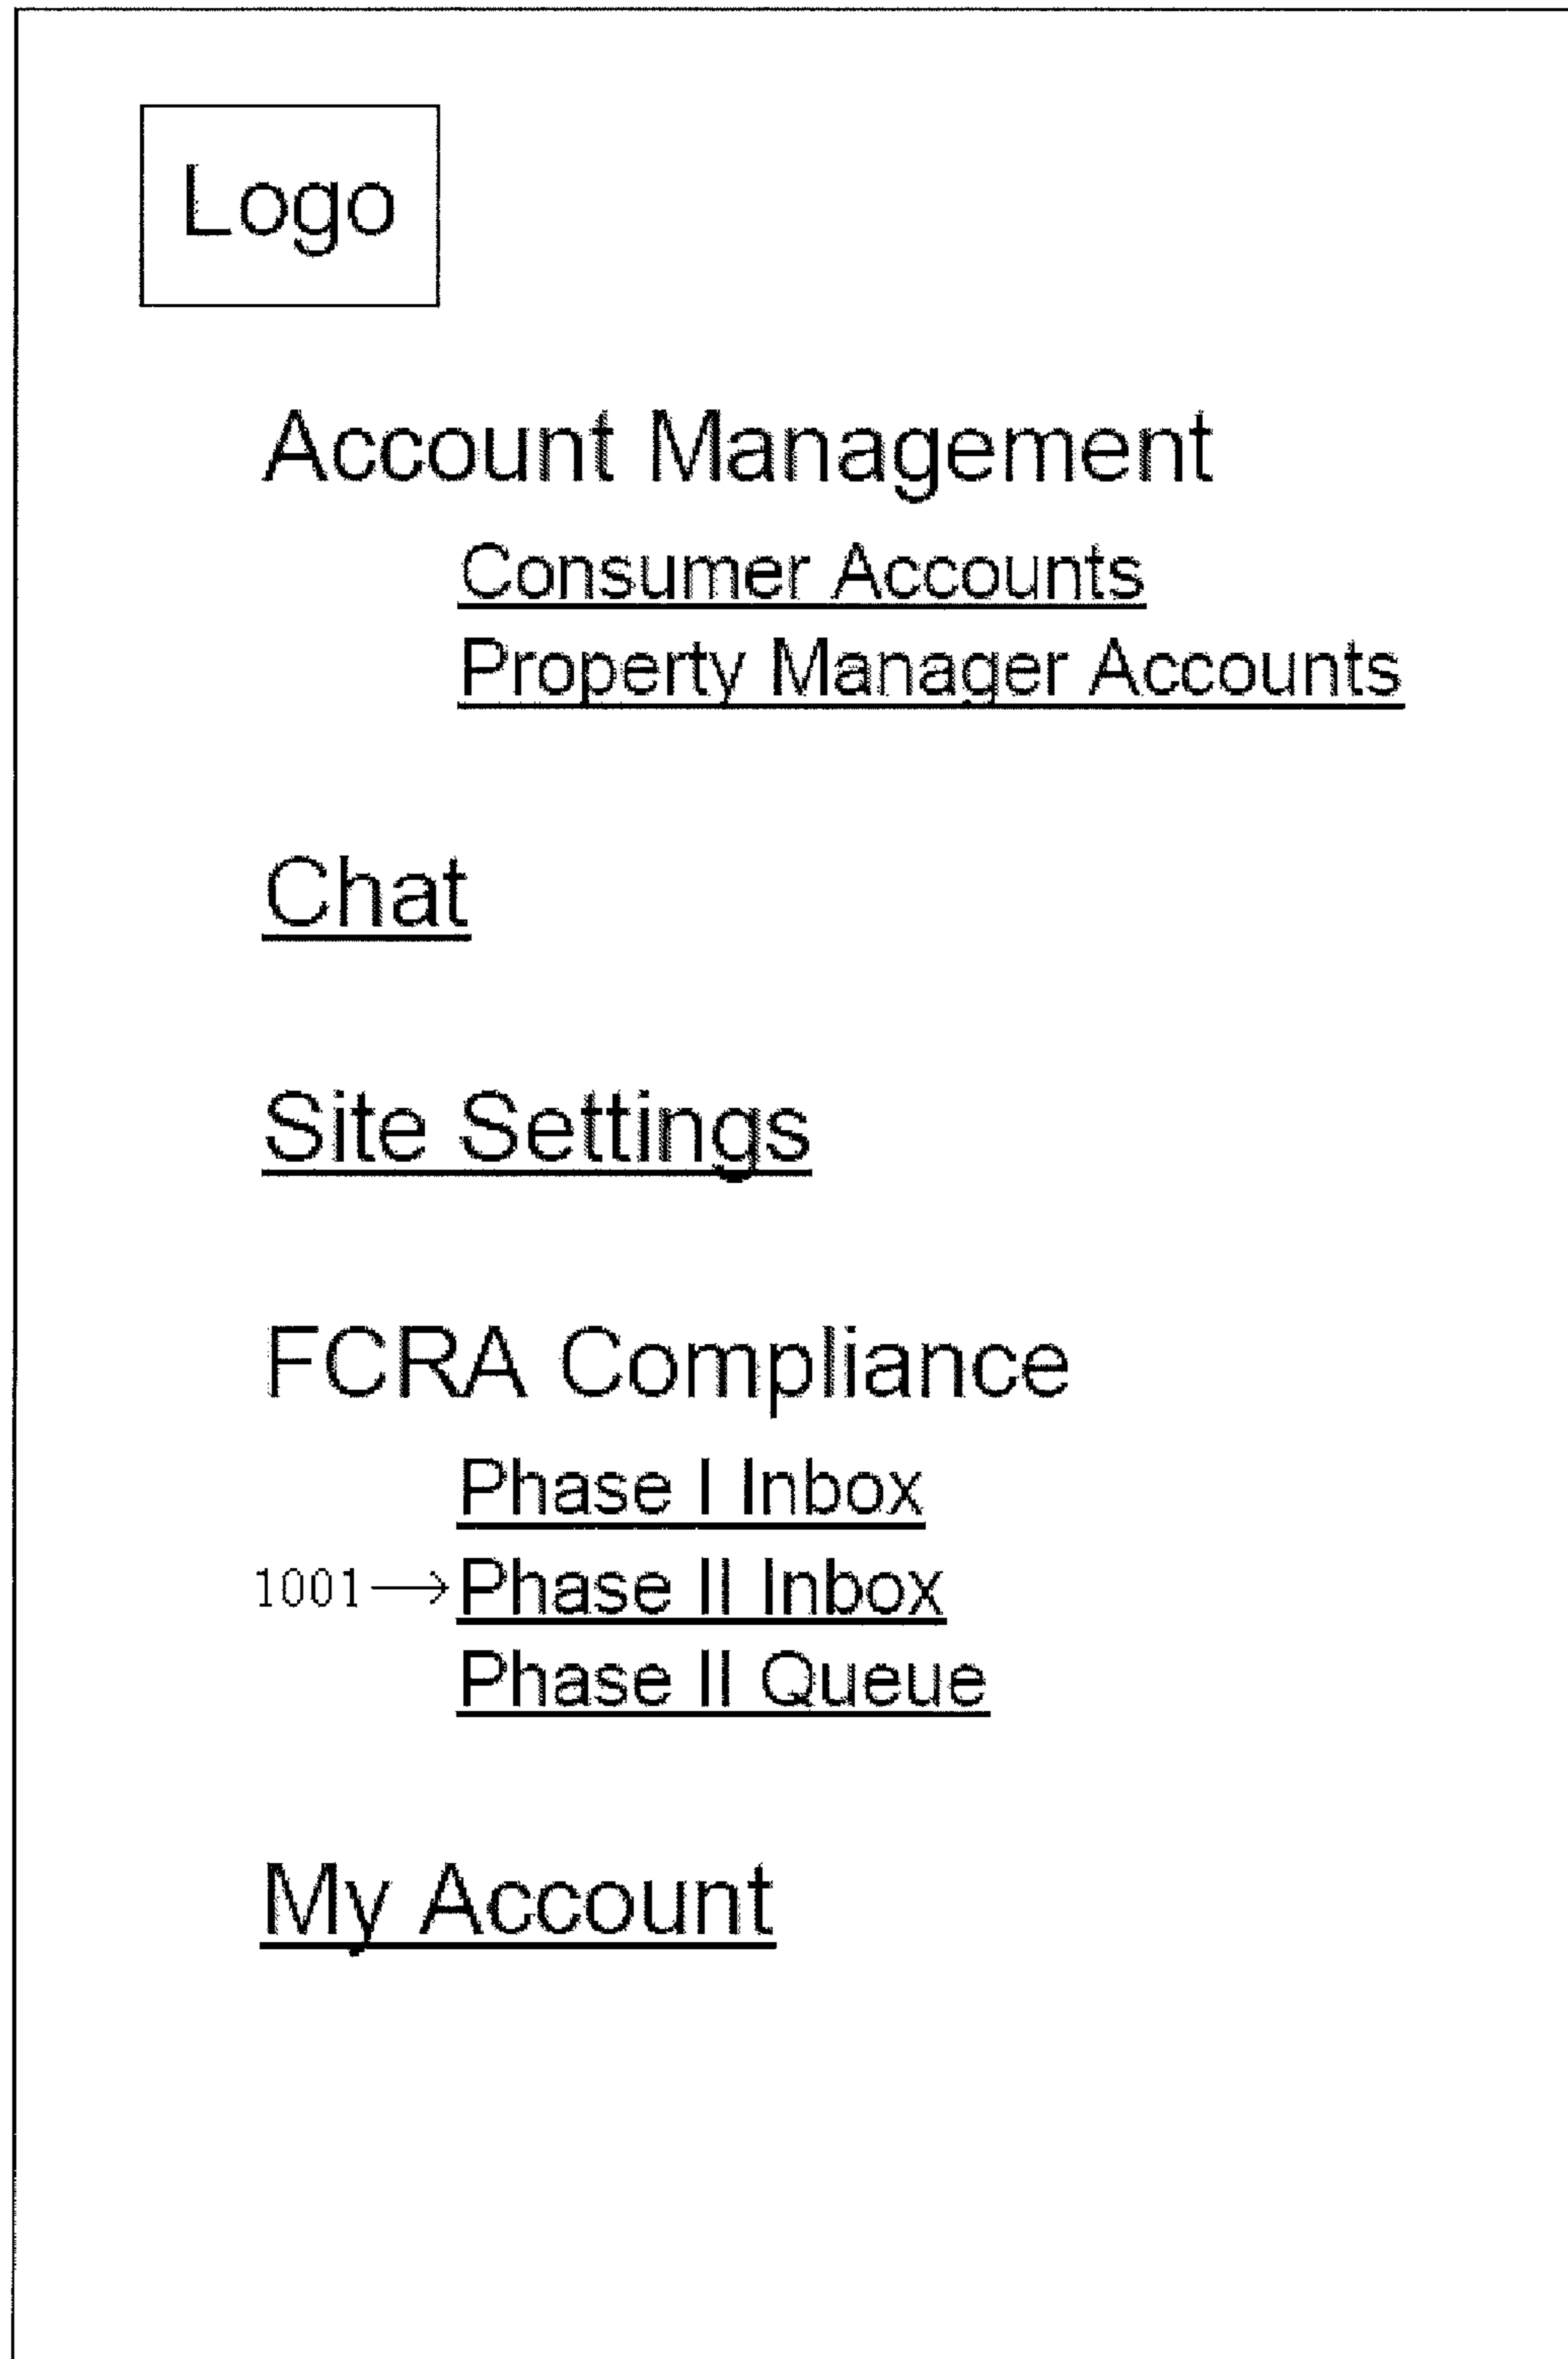 Logo
Account Management
Consumer Accounts
Property Manager Accounts
Chat
Site Settings
FCRA Compliance
Phase I Inbox
1001 → Phase II Inbox
Phase II Queue
My Account